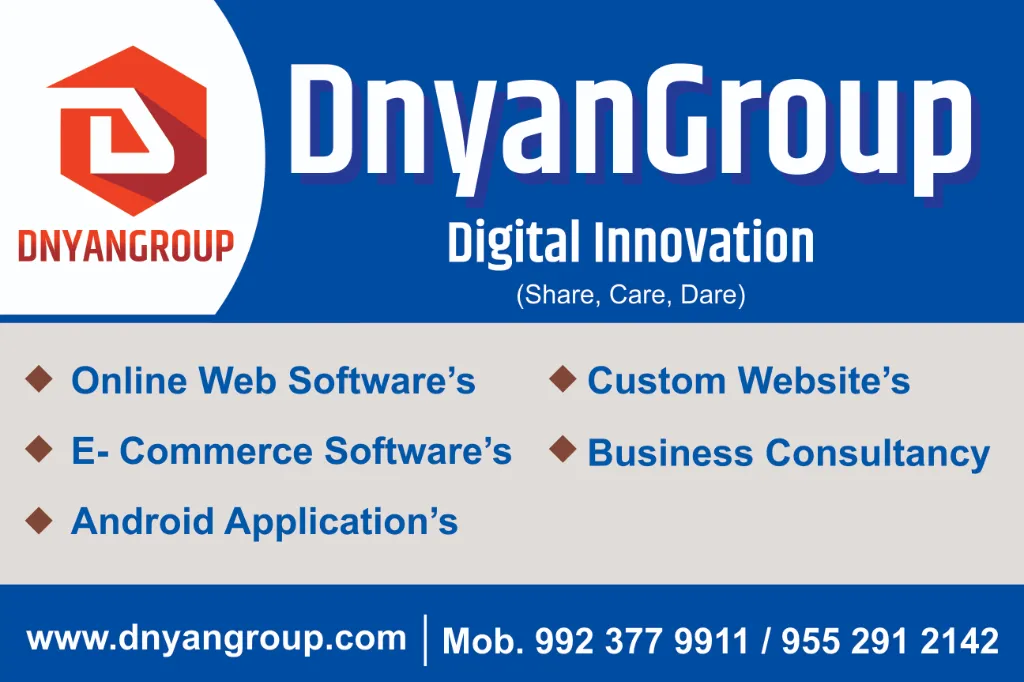 DNYANGROUP
DnyanGroup
Digital Innovation
(Share, Care, Dare)
Online Web Software’s
E- Commerce Software’s
Android Application’s
Custom Website’s
Business Consultancy
www.dnyangroup.com
Mob. 992 377 9911 / 955 291 2142